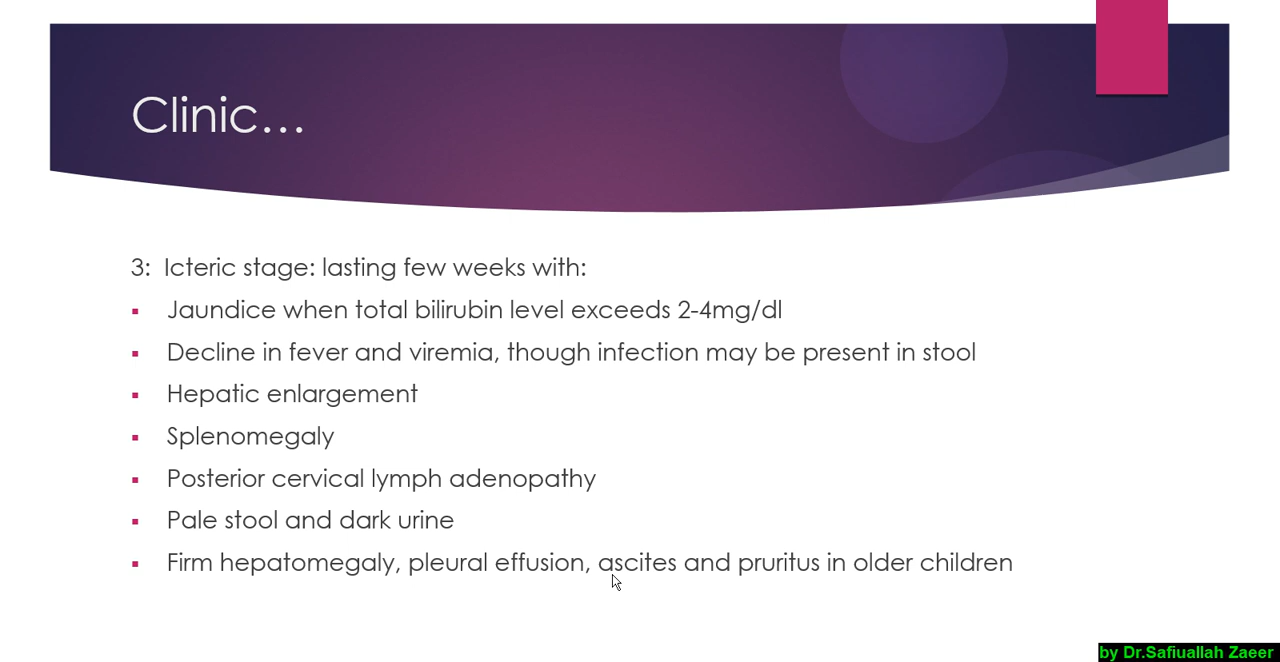 Clinic...
3: Icteric stage: lasting few weeks with:
▪ Jaundice when total bilirubin level exceeds 2-4mg/dl
▪ Decline in fever and viremia, though infection may be present in stool
▪ Hepatic enlargement
▪ Splenomegaly
▪ Posterior cervical lymph adenopathy
▪ Pale stool and dark urine
▪ Firm hepatomegaly, pleural effusion, ascites and pruritus in older children
by Dr.Safiuallah Zaeer